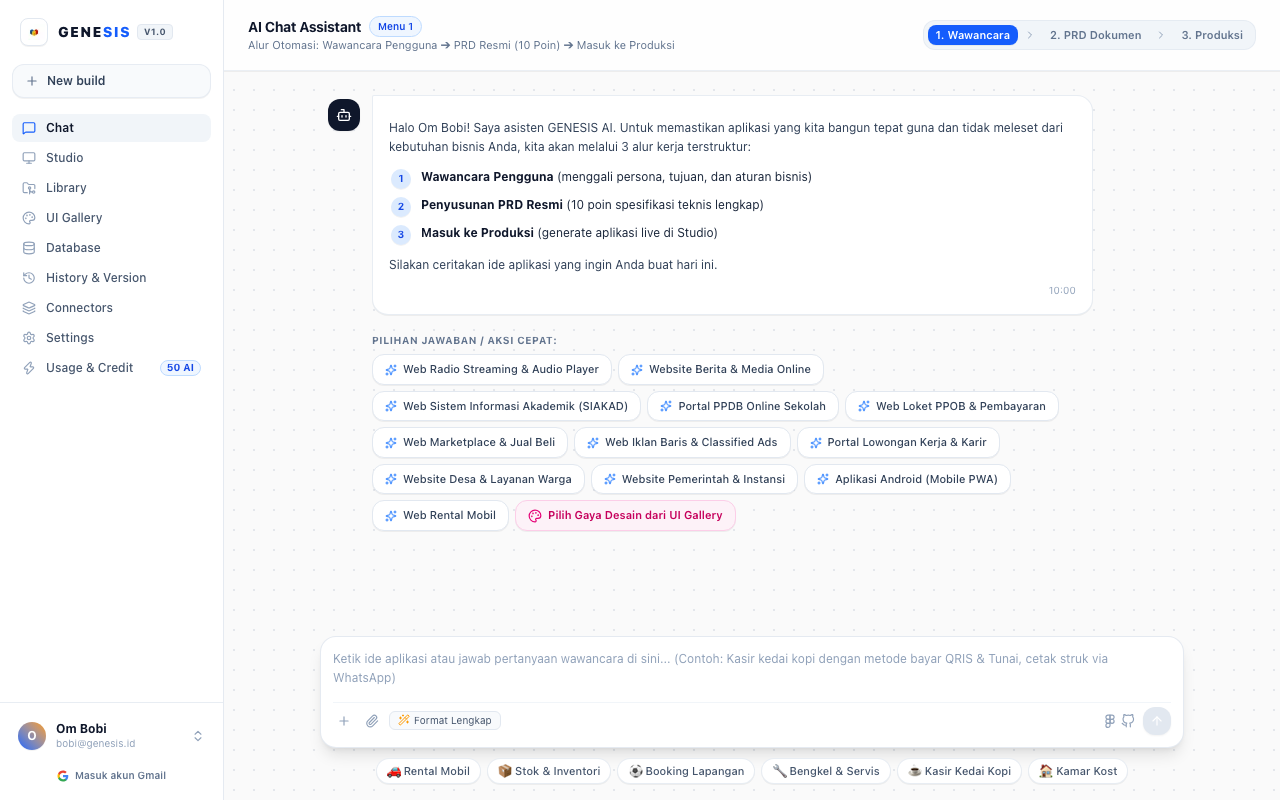 GENESIS V1.0
New build
Chat
Studio
Library
UI Gallery
Database
History & Version
Connectors
Settings
Usage & Credit 50 AI
O
Om Bobi
bobi@genesis.id
Masuk akun Gmail
AI Chat Assistant Menu 1
Alur Otomasi: Wawancara Pengguna ➔ PRD Resmi (10 Poin) ➔ Masuk ke Produksi
1. Wawancara 2. PRD Dokumen 3. Produksi
Halo Om Bobi! Saya asisten GENESIS AI. Untuk memastikan aplikasi yang kita bangun tepat guna dan tidak meleset dari
kebutuhan bisnis Anda, kita akan melalui 3 alur kerja terstruktur:
1 Wawancara Pengguna (menggali persona, tujuan, dan aturan bisnis)
2 Penyusunan PRD Resmi (10 poin spesifikasi teknis lengkap)
3 Masuk ke Produksi (generate aplikasi live di Studio)
Silakan ceritakan ide aplikasi yang ingin Anda buat hari ini.
10:00
PILIHAN JAWABAN / AKSI CEPAT:
Web Radio Streaming & Audio Player Website Berita & Media Online
Web Sistem Informasi Akademik (SIAKAD) Portal PPDB Online Sekolah Web Loket PPOB & Pembayaran
Web Marketplace & Jual Beli Web Iklan Baris & Classified Ads Portal Lowongan Kerja & Karir
Website Desa & Layanan Warga Website Pemerintah & Instansi Aplikasi Android (Mobile PWA)
Web Rental Mobil Pilih Gaya Desain dari UI Gallery
Ketik ide aplikasi atau jawab pertanyaan wawancara di sini... (Contoh: Kasir kedai kopi dengan metode bayar QRIS & Tunai, cetak struk via
WhatsApp)
Format Lengkap
Rental Mobil Stok & Inventori Booking Lapangan Bengkel & Servis Kasir Kedai Kopi Kamar Kost